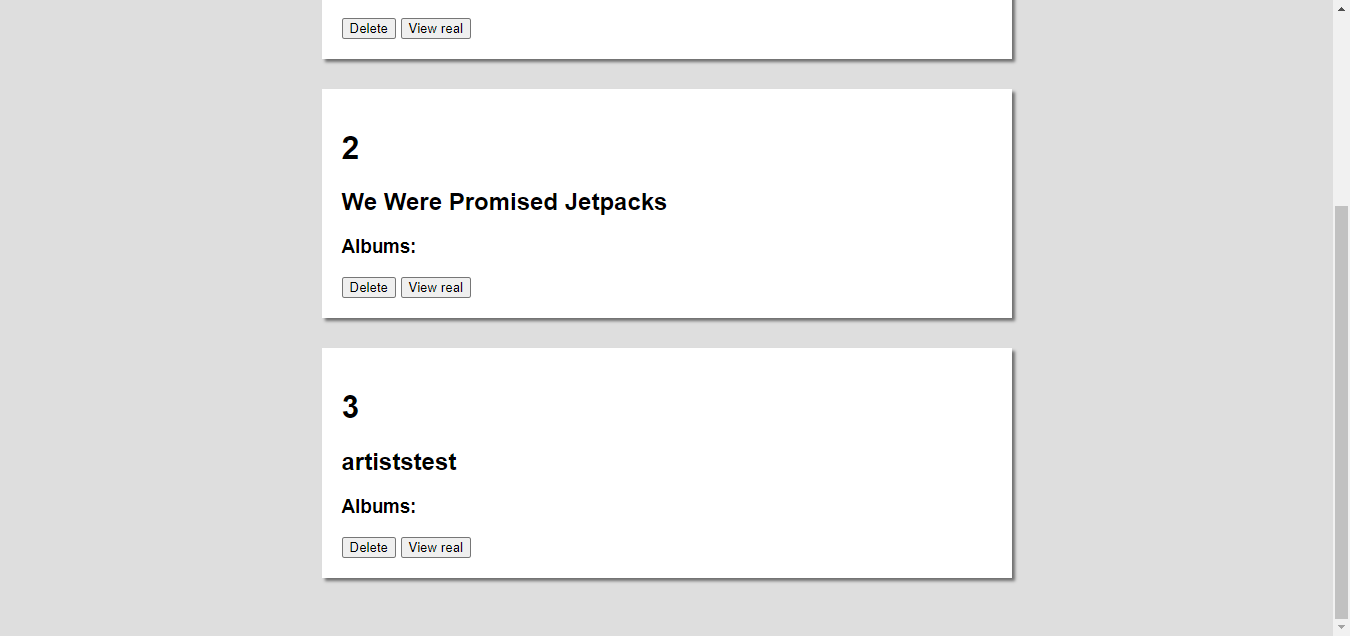 Delete View real
2
We Were Promised Jetpacks
Albums:
Delete View real
3
artiststest
Albums:
Delete View real